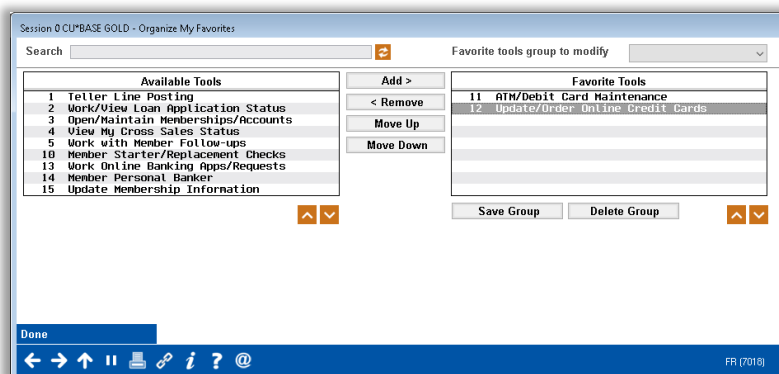 Session 0 CU*BASE GOLD - Organize My Favorites
Search
Favorite tools group to modify
Available Tools
1 Teller Line Posting
2 Work/View Loan Application Status
3 Open/Maintain Memberships/Accounts
4 View My Cross Sales Status
5 Work with Member Follow-ups
10 Member Starter/Replacement Checks
13 Work Online Banking Apps/Requests
14 Member Personal Banker
15 Update Membership Information
Add >
< Remove
Move Up
Move Down
Favorite Tools
11 ATM/Debit Card Maintenance
12 Update/Order Online Credit Cards
Save Group
Delete Group
Done
FR (7018)